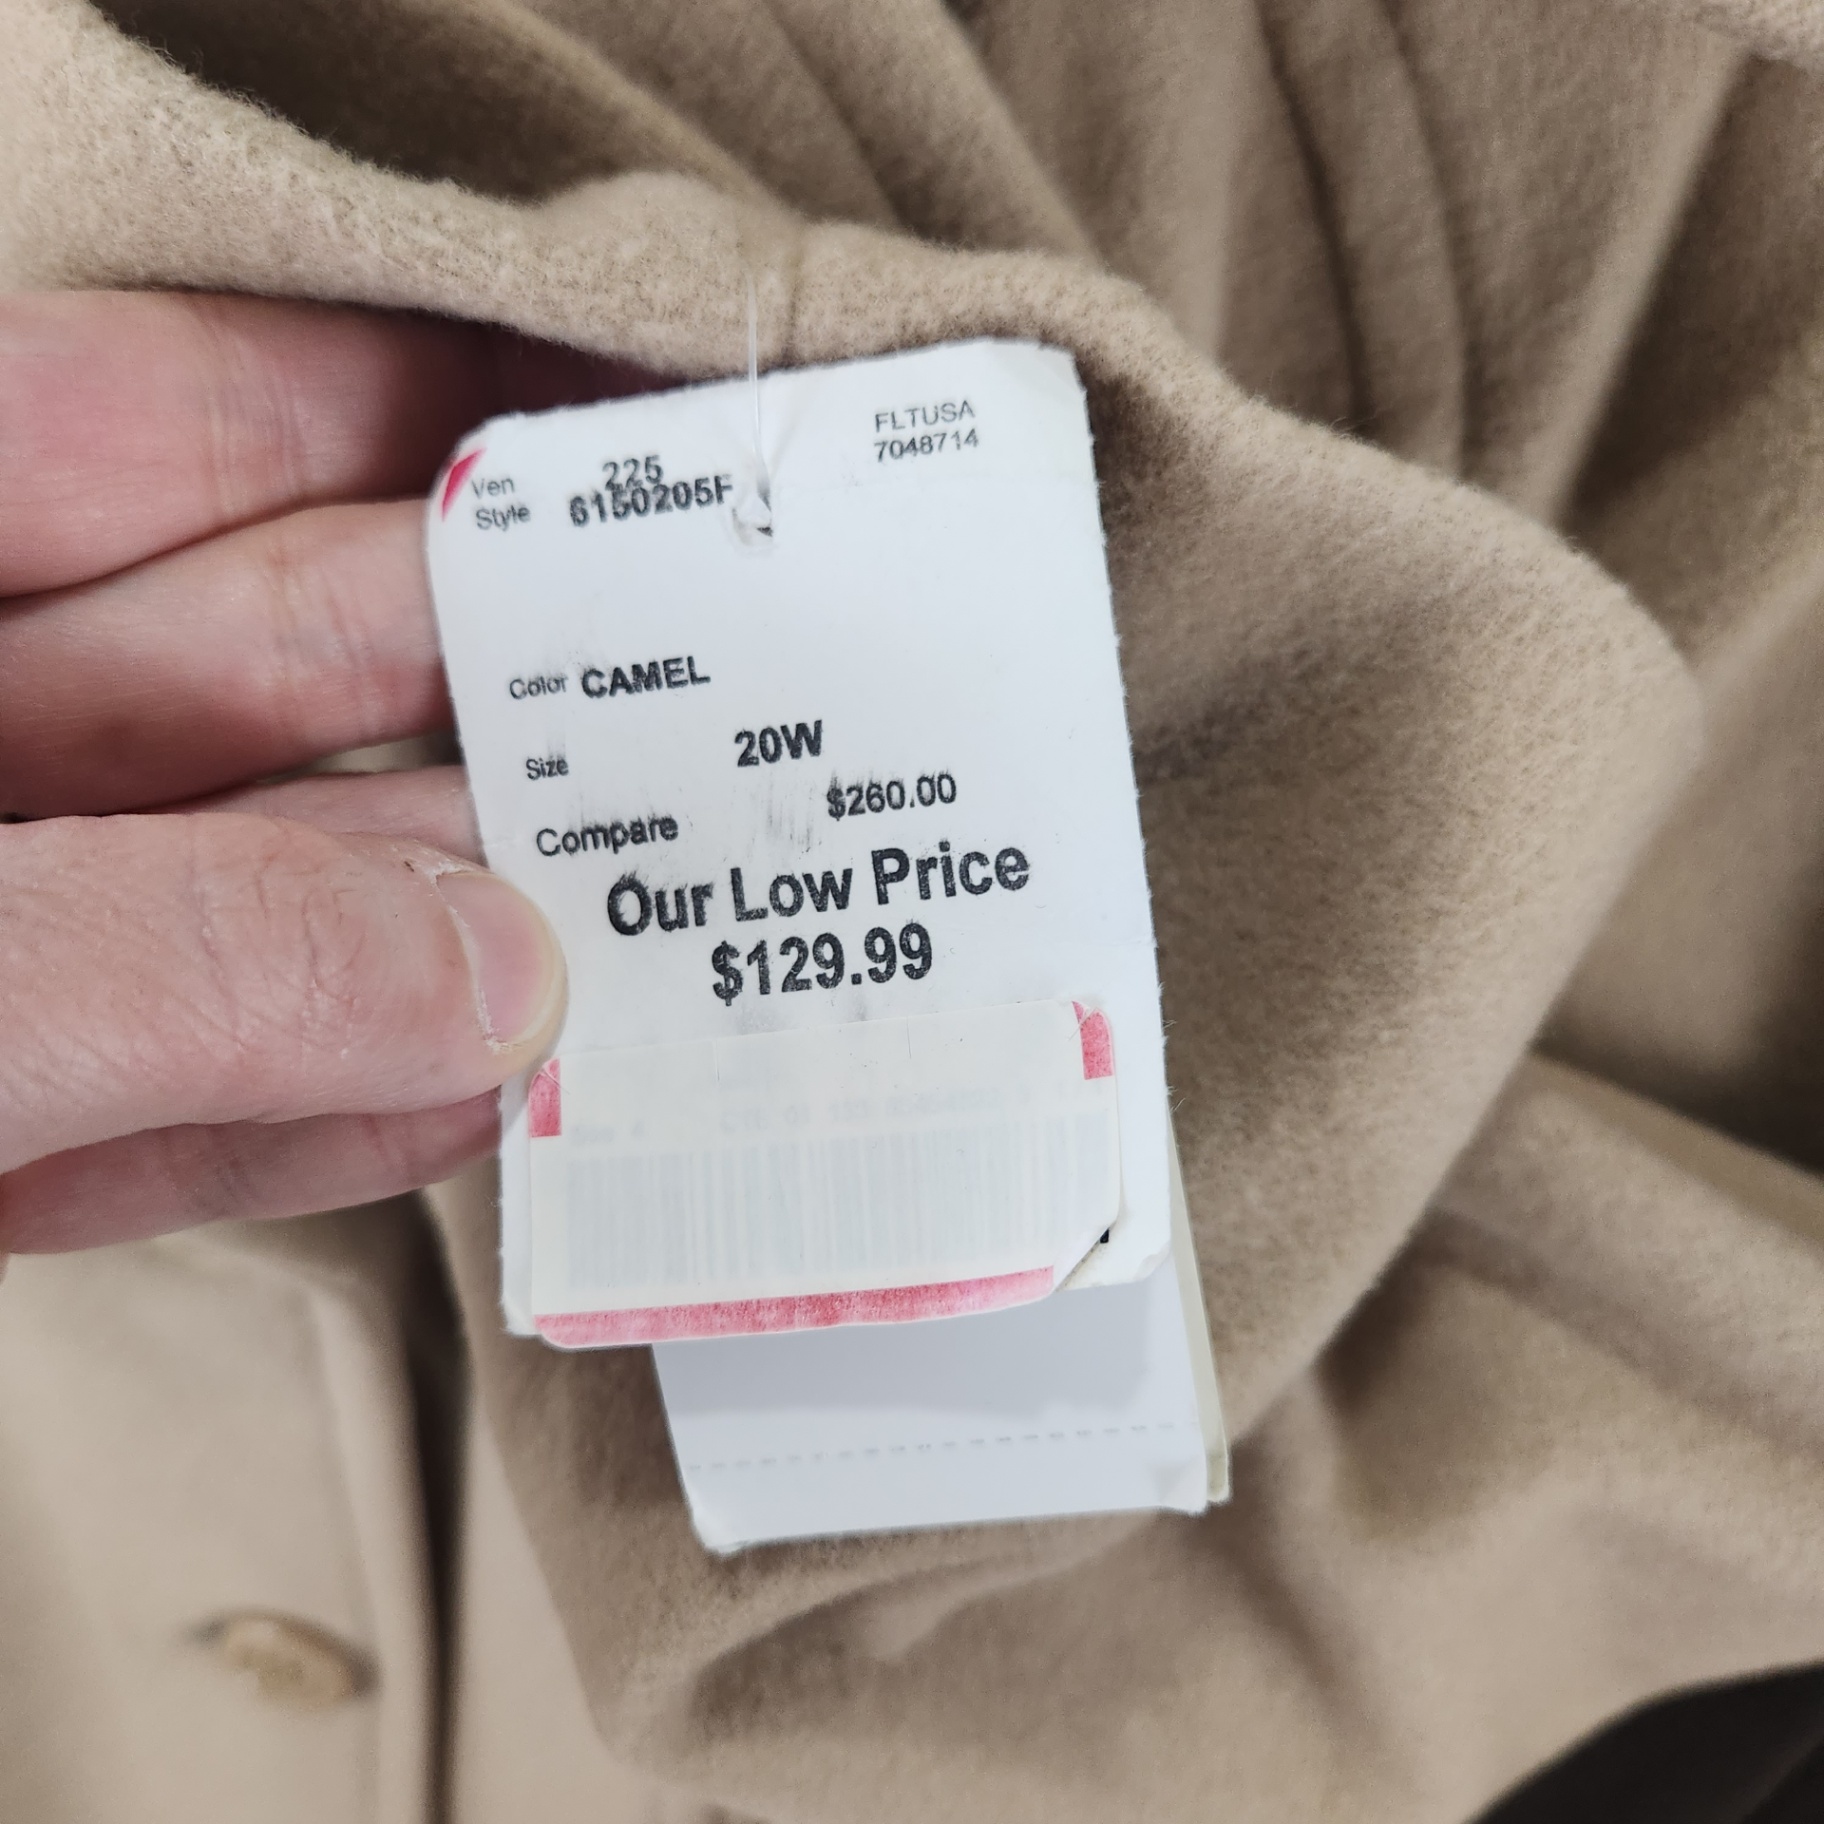 FLTUSA
7048714
Ven 225
Style 6150205F
Color CAMEL
Size 20W
Compare $260.00
Our Low Price
$129.99